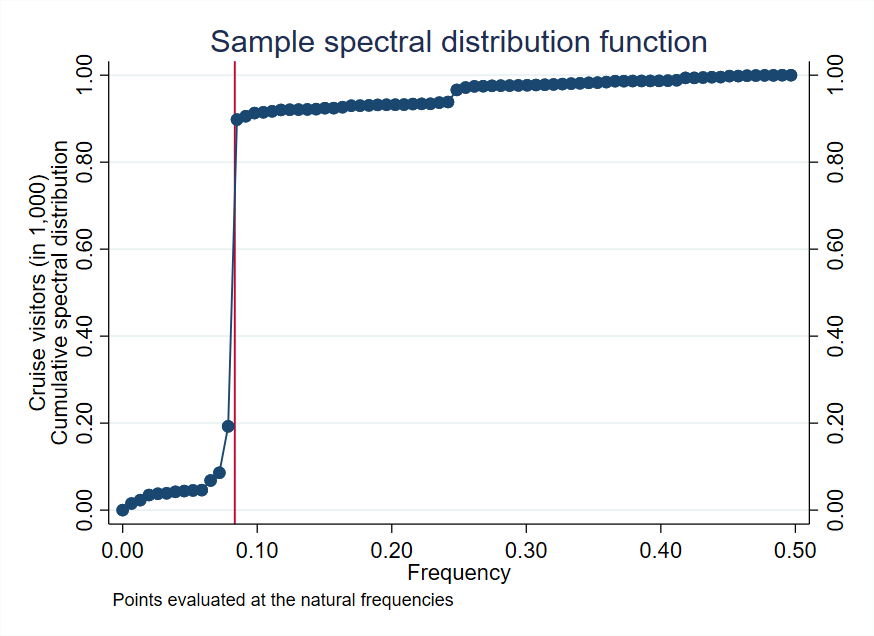 Sample spectral distribution function
Cruise visitors (in 1,000)
Cumulative spectral distribution
1.00
0.80
0.60
0.40
0.20
0.00
1.00
0.80
0.60
0.40
0.20
0.00
0.00 0.10 0.20 0.30 0.40 0.50
Frequency
Points evaluated at the natural frequencies